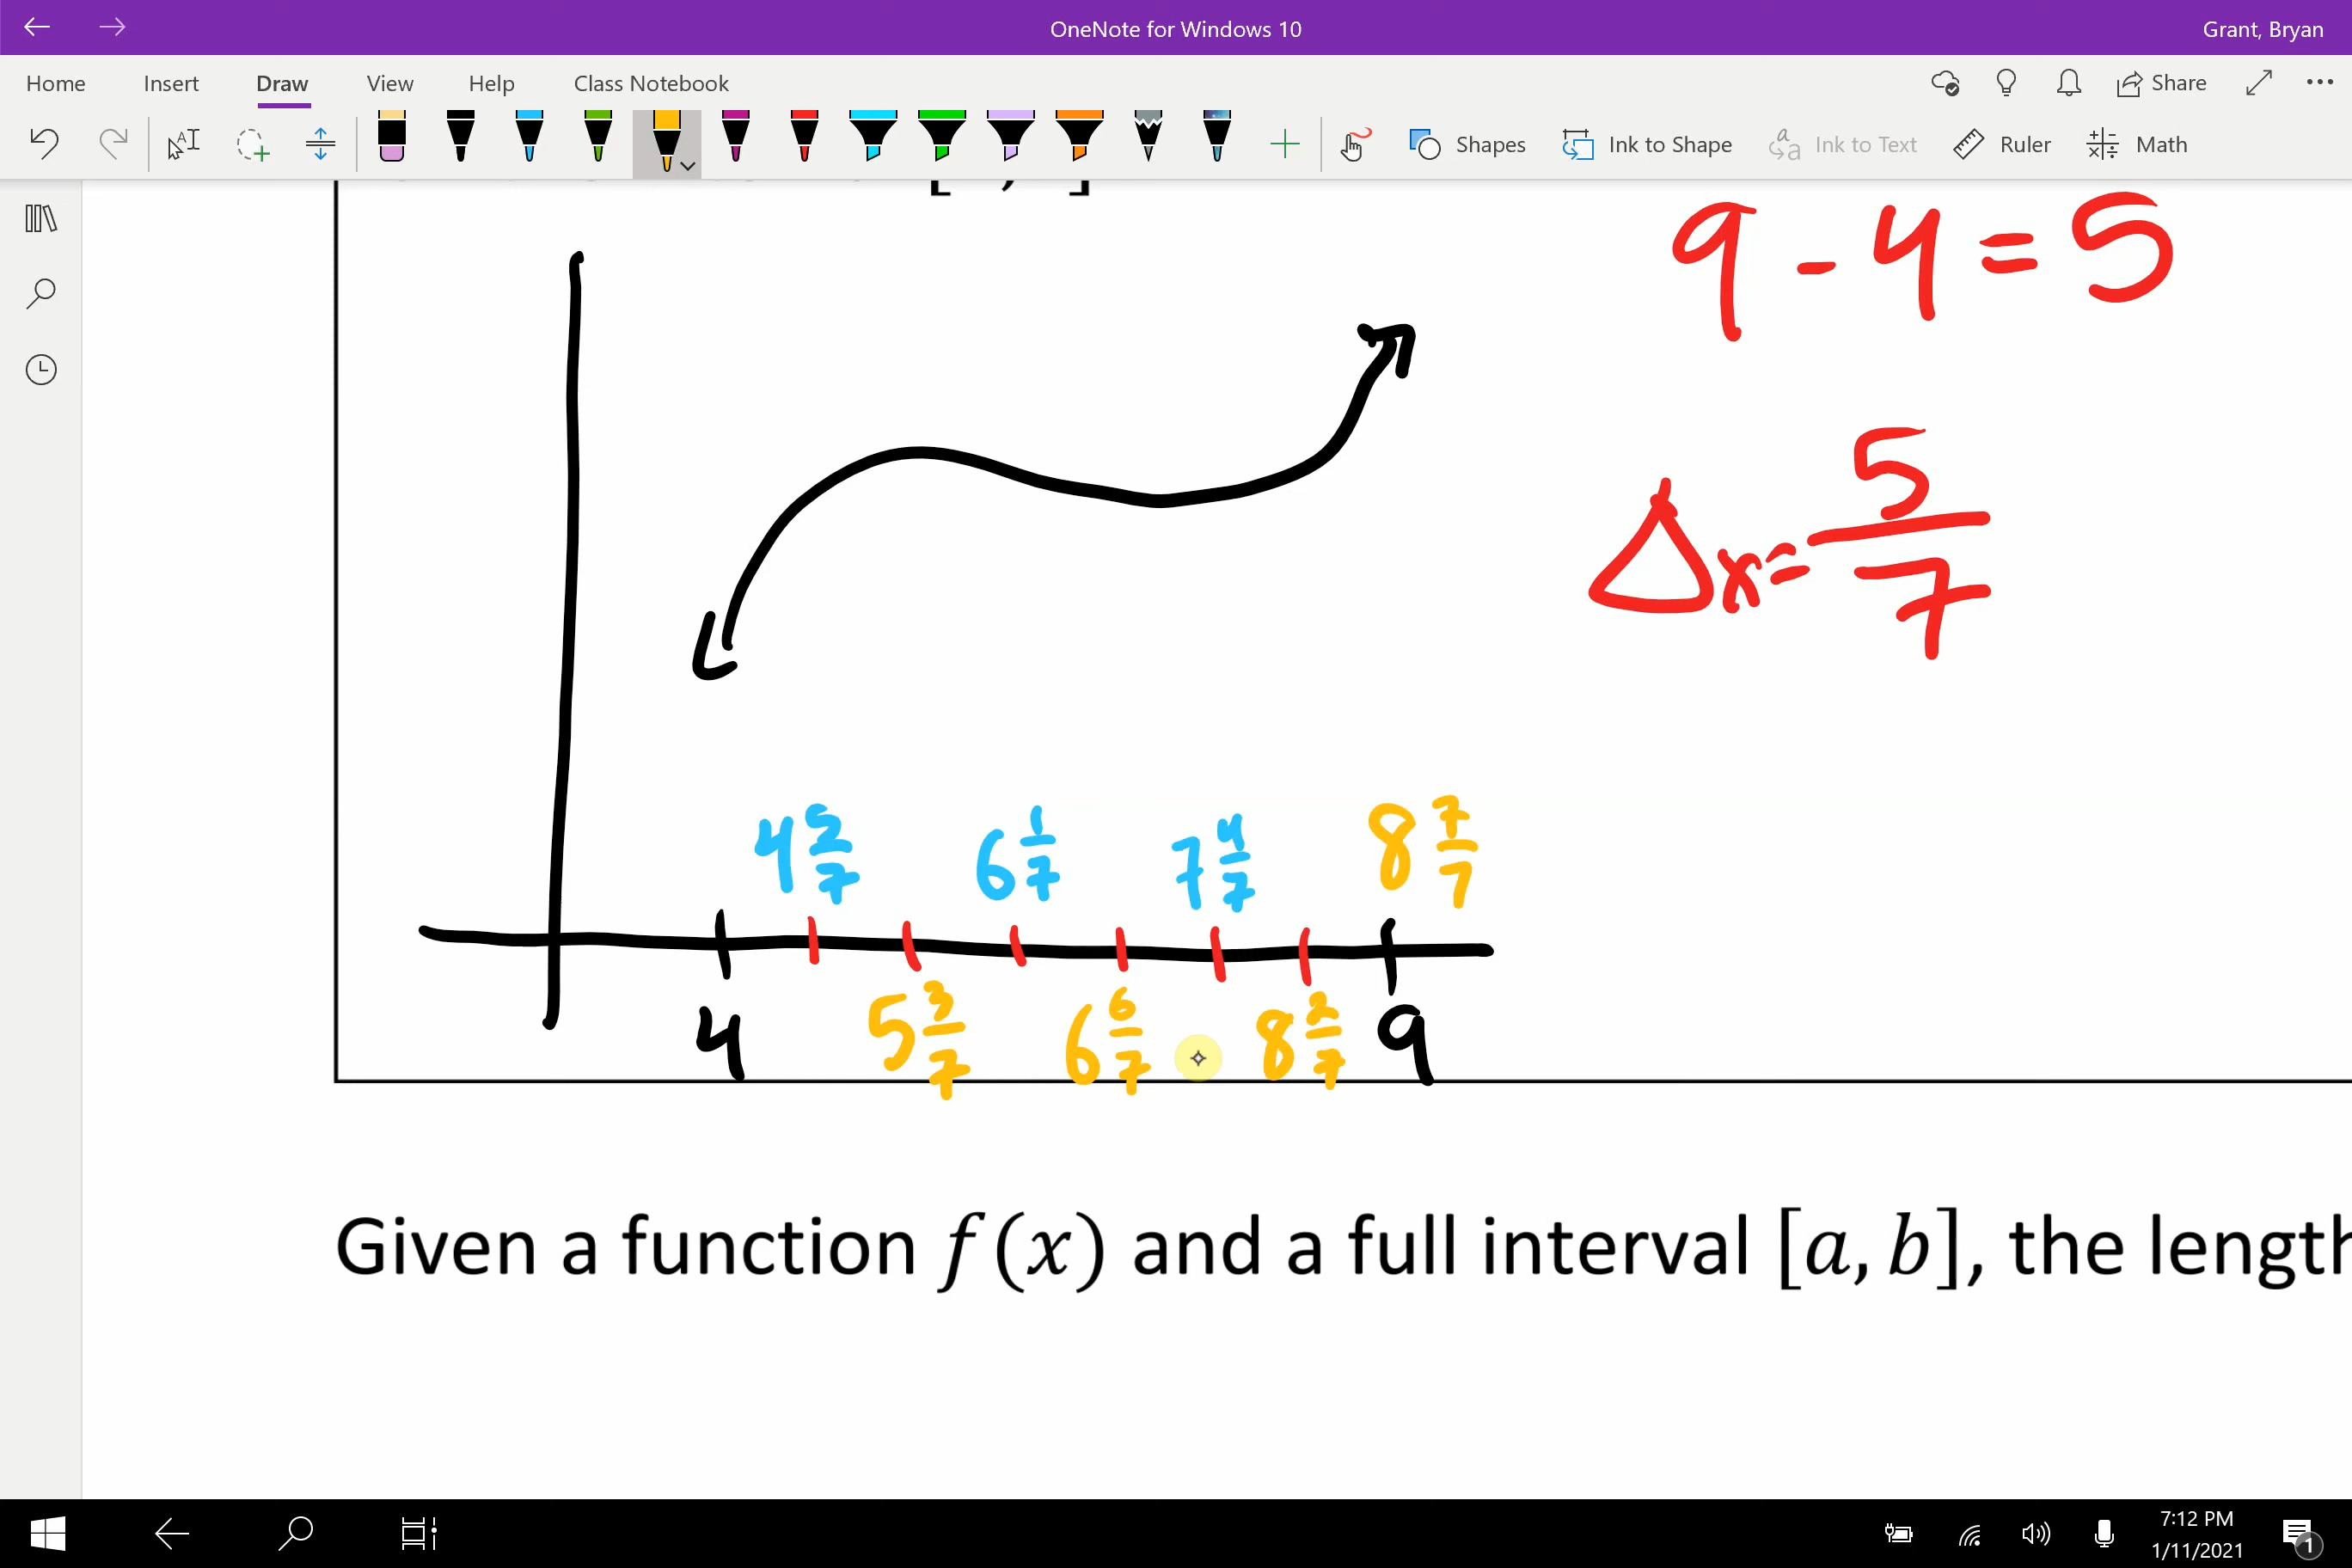 OneNote for Windows 10
Grant, Bryan
Home Insert Draw View Help Class Notebook
Share
Shapes Ink to Shape Ink to Text Ruler Math
9 - 4 = 5
Δx = 5/7
4 5/7 6 1/7 7 4/7 8 7/7
4 5 3/7 6 6/7 8 2/7 9
Given a function f(x) and a full interval [a, b], the length
7:12 PM
1/11/2021
1